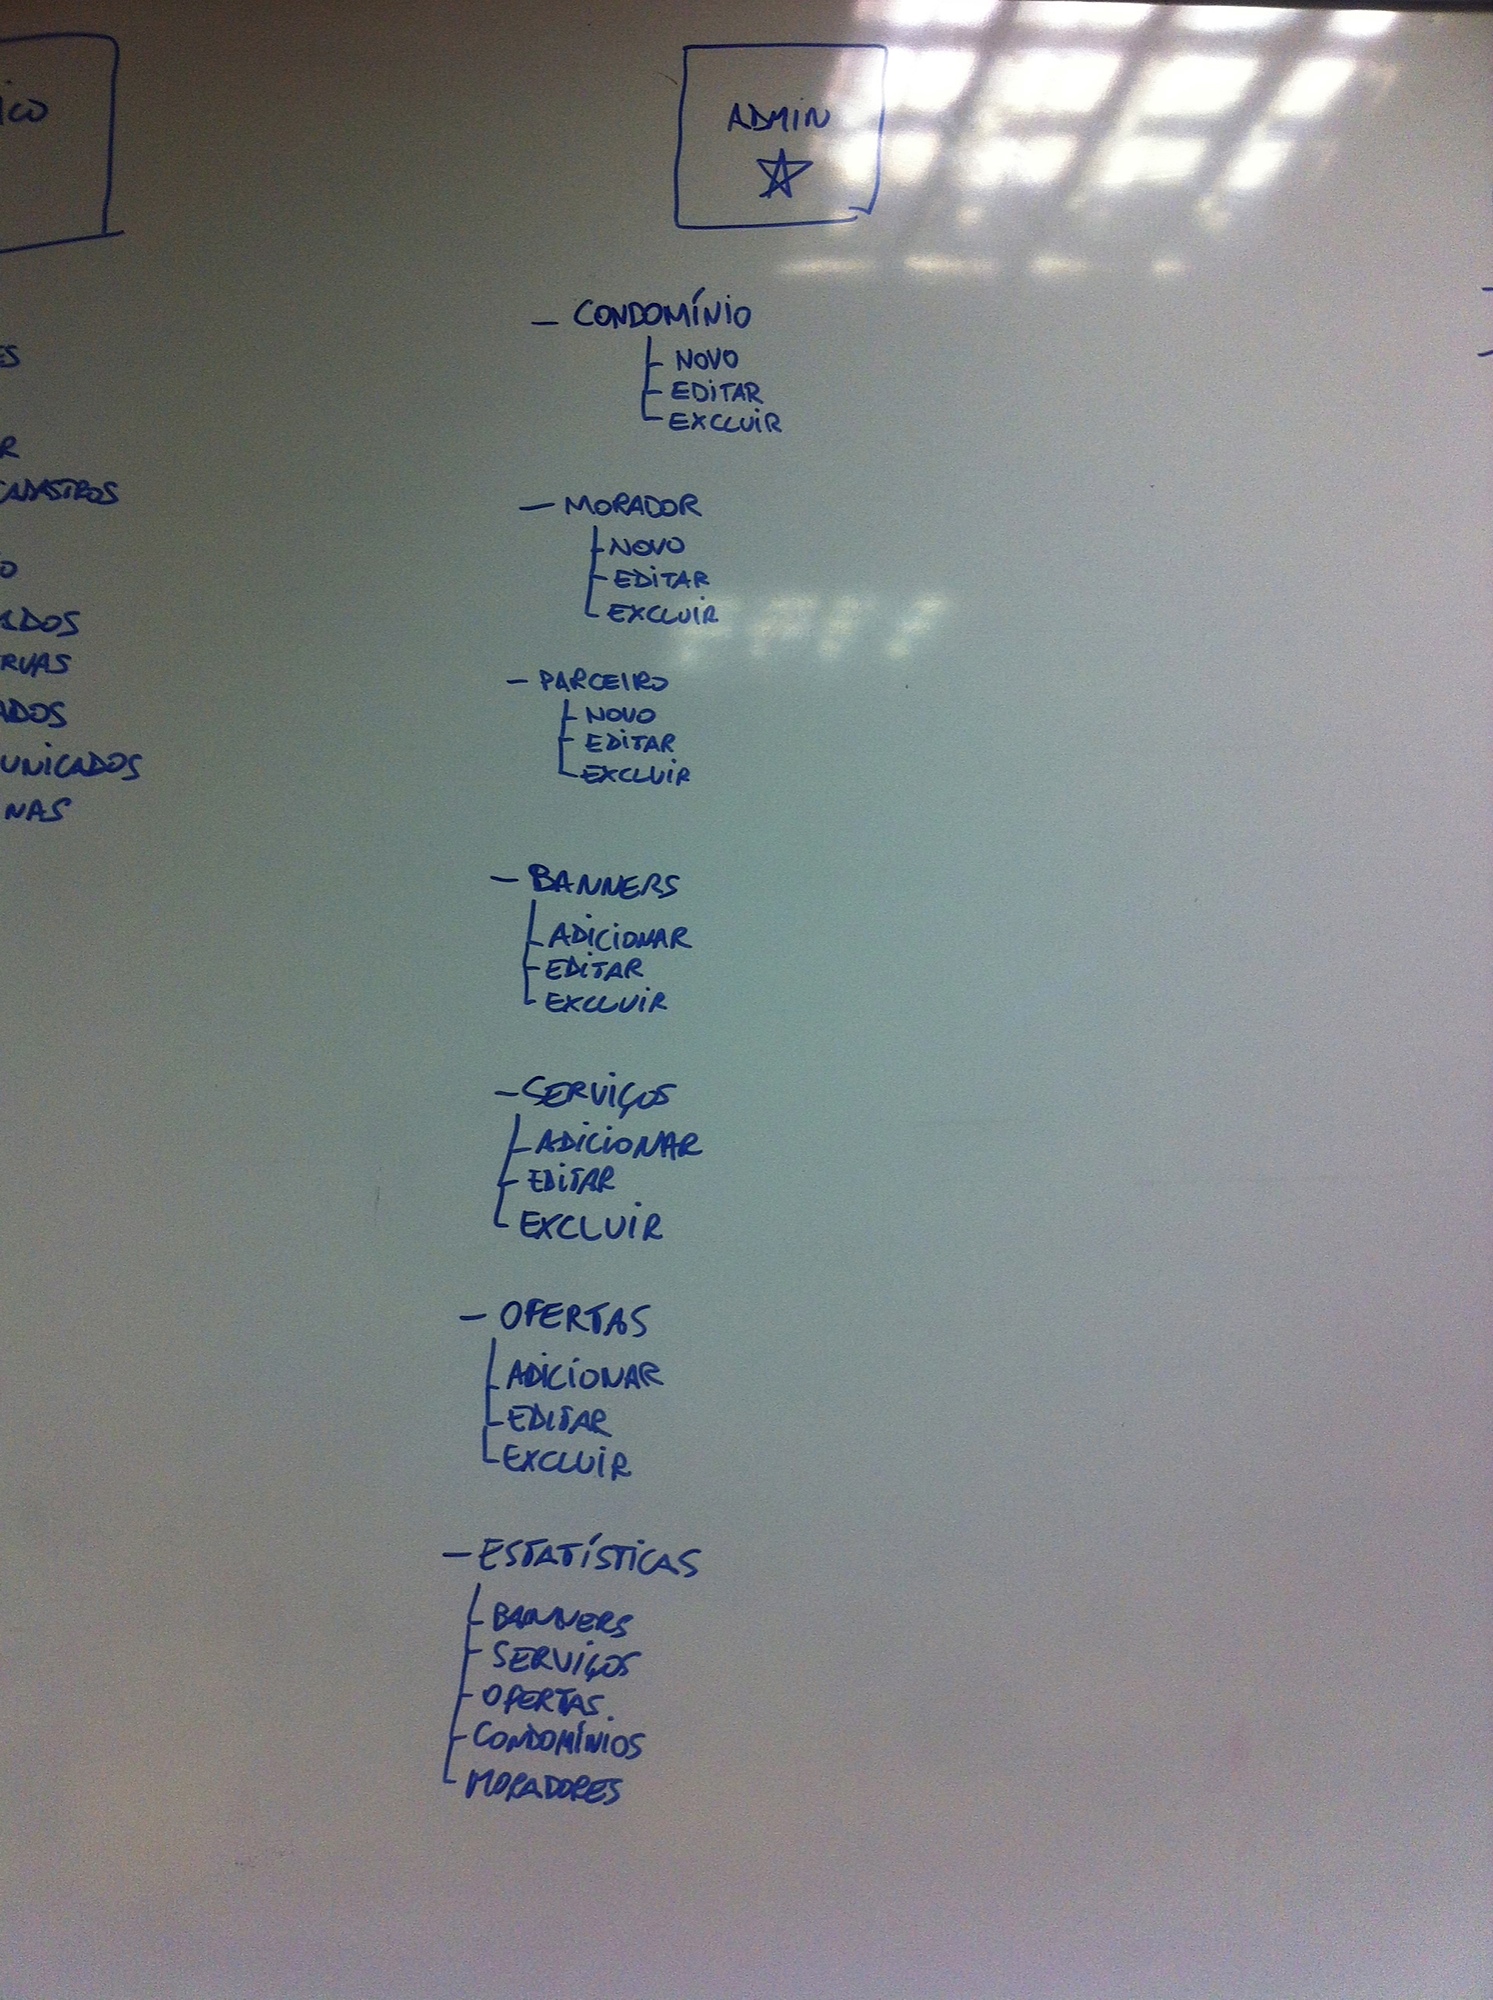 ADMIN
— CONDOMÍNIO
NOVO
EDITAR
EXCLUIR
— MORADOR
NOVO
EDITAR
EXCLUIR
— PARCEIRO
NOVO
EDITAR
EXCLUIR
— BANNERS
ADICIONAR
EDITAR
EXCLUIR
— SERVIÇOS
ADICIONAR
EDITAR
EXCLUIR
— OFERTAS
ADICIONAR
EDITAR
EXCLUIR
— ESTATÍSTICAS
BANNERS
SERVIÇOS
OFERTAS.
CONDOMÍNIOS
MORADORES
ICO
ES
R
CADASTROS
O
ADOS
RVAS
ADOS
UNICADOS
NAS